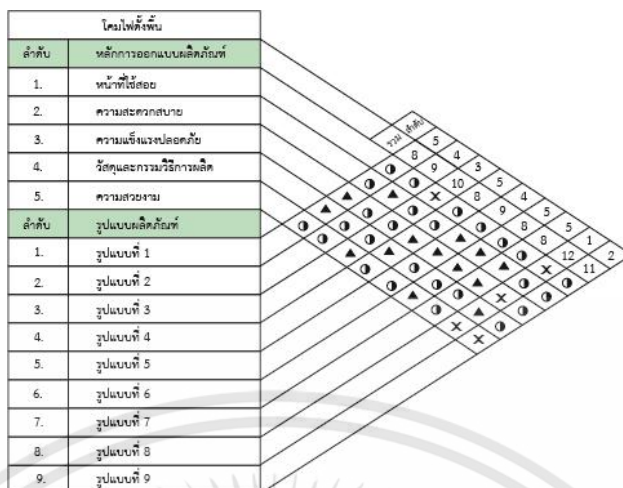 โคมไฟตั้งพื้น
ลำดับ หลักการออกแบบผลิตภัณฑ์
1. หน้าที่ใช้สอย
2. ความสะดวกสบาย
3. ความแข็งแรงปลอดภัย
4. วัสดุและกรรมวิธีการผลิต
5. ความสวยงาม
ลำดับ รูปแบบผลิตภัณฑ์
1. รูปแบบที่ 1
2. รูปแบบที่ 2
3. รูปแบบที่ 3
4. รูปแบบที่ 4
5. รูปแบบที่ 5
6. รูปแบบที่ 6
7. รูปแบบที่ 7
8. รูปแบบที่ 8
9. รูปแบบที่ 9
รวม ลำดับ
8 5
9 4
10 3
8 5
9 4
8 5
8 5
12 1
11 2